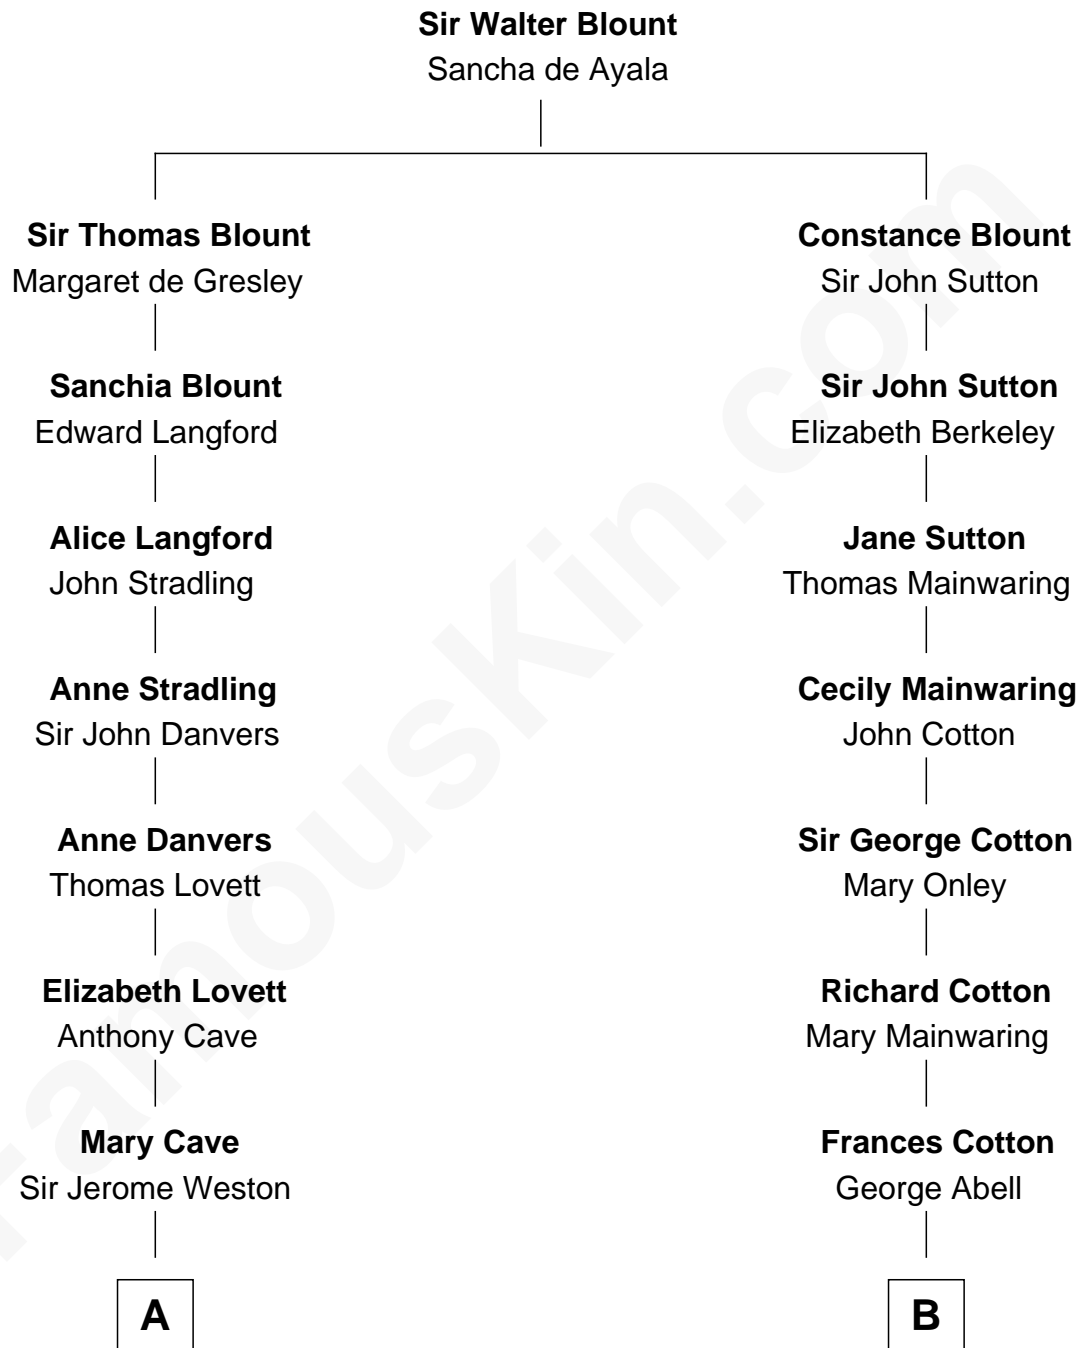 Sir Walter Blount
Sancha de Ayala
Sir Thomas Blount
Margaret de Gresley
Constance Blount
Sir John Sutton
Sanchia Blount
Edward Langford
Sir John Sutton
Elizabeth Berkeley
Alice Langford
John Stradling
Jane Sutton
Thomas Mainwaring
Anne Stradling
Sir John Danvers
Cecily Mainwaring
John Cotton
Anne Danvers
Thomas Lovett
Sir George Cotton
Mary Onley
Elizabeth Lovett
Anthony Cave
Richard Cotton
Mary Mainwaring
Mary Cave
Sir Jerome Weston
Frances Cotton
George Abell
A
B
FamousKin.com